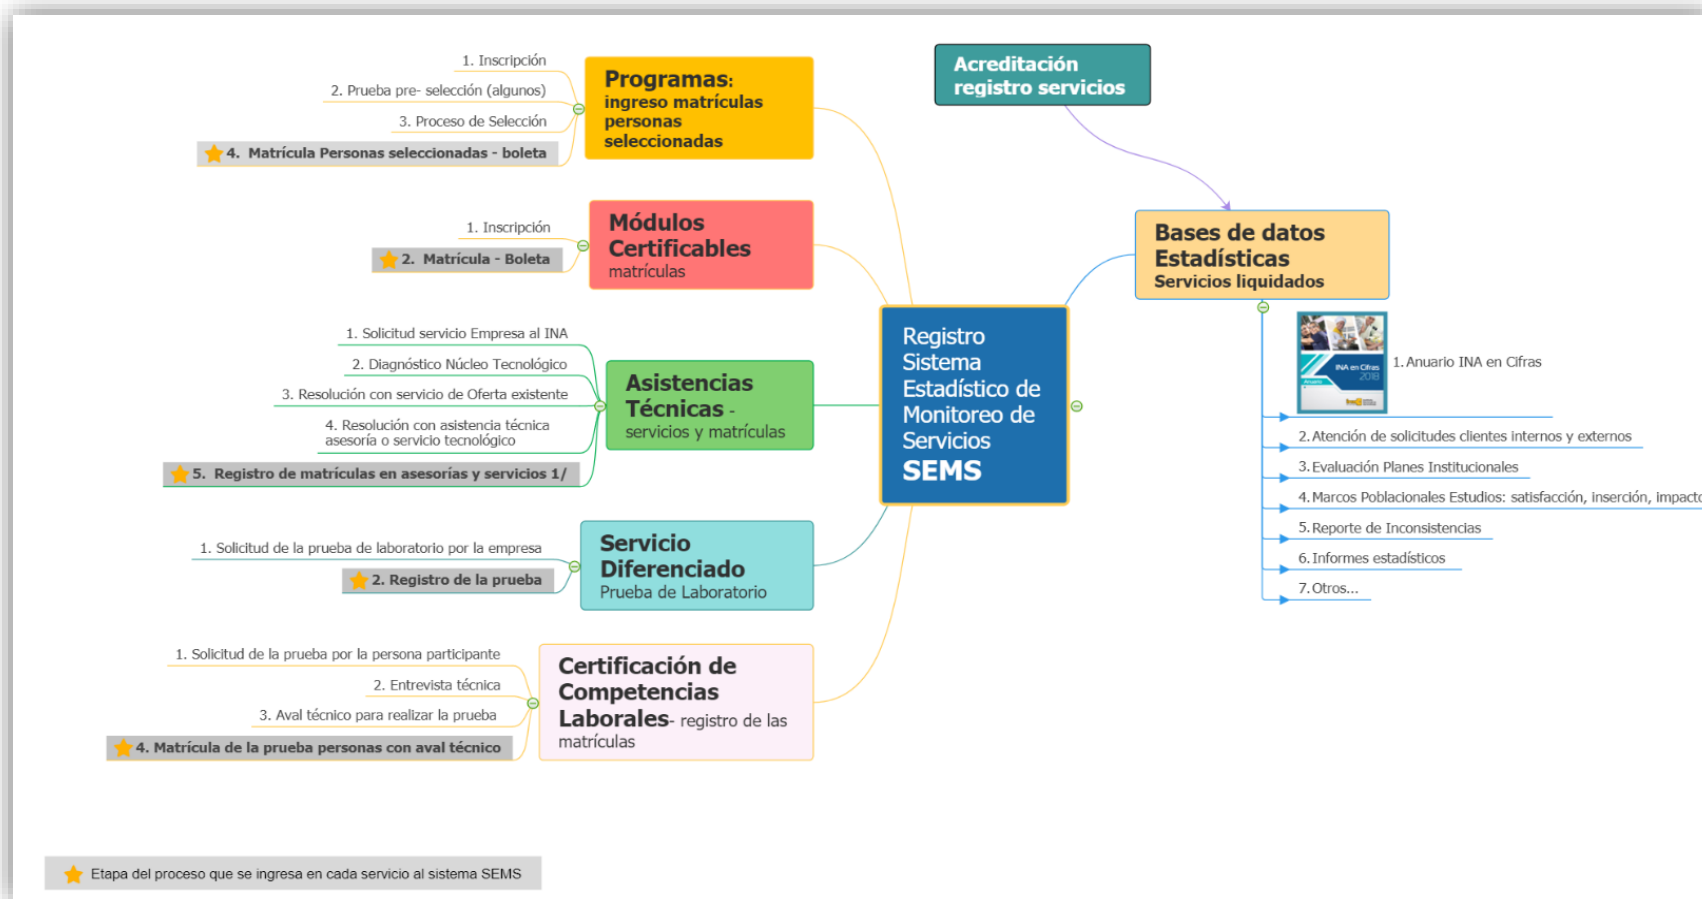 1. Inscripción
2. Prueba pre- selección (algunos)
3. Proceso de Selección
4. Matrícula Personas seleccionadas - boleta
Programas:
ingreso matrículas
personas
seleccionadas
1. Inscripción
2. Matrícula - Boleta
Módulos
Certificables
matrículas
1. Solicitud servicio Empresa al INA
2. Diagnóstico Núcleo Tecnológico
3. Resolución con servicio de Oferta existente
4. Resolución con asistencia técnica
asesoría o servicio tecnológico
5. Registro de matrículas en asesorías y servicios 1/
Asistencias
Técnicas -
servicios y matrículas
1. Solicitud de la prueba de laboratorio por la empresa
2. Registro de la prueba
Servicio
Diferenciado
Prueba de Laboratorio
1. Solicitud de la prueba por la persona participante
2. Entrevista técnica
3. Aval técnico para realizar la prueba
4. Matrícula de la prueba personas con aval técnico
Certificación de
Competencias
Laborales- registro de las
matrículas
Registro
Sistema
Estadístico de
Monitoreo de
Servicios
SEMS
Acreditación
registro servicios
Bases de datos
Estadísticas
Servicios liquidados
INA en Cifras
2018
Anuario
1. Anuario INA en Cifras
2. Atención de solicitudes clientes internos y externos
3. Evaluación Planes Institucionales
4. Marcos Poblacionales Estudios: satisfacción, inserción, impacto
5. Reporte de Inconsistencias
6. Informes estadísticos
7. Otros...
Etapa del proceso que se ingresa en cada servicio al sistema SEMS